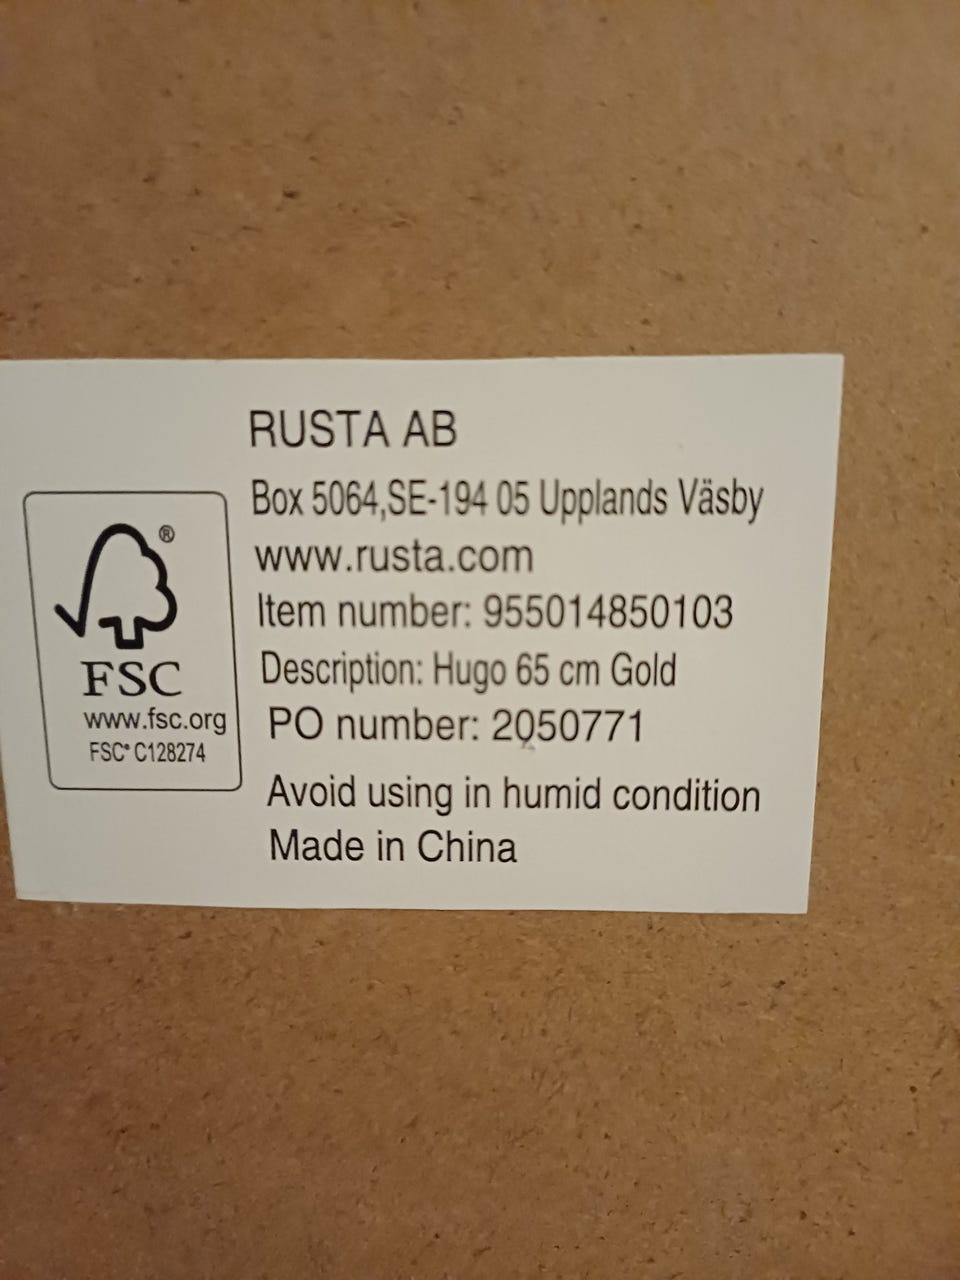 RUSTA AB
Box 5064,SE-194 05 Upplands Väsby
www.rusta.com
Item number: 955014850103
Description: Hugo 65 cm Gold
PO number: 2050771
Avoid using in humid condition
Made in China
®
FSC
www.fsc.org
FSC® C128274